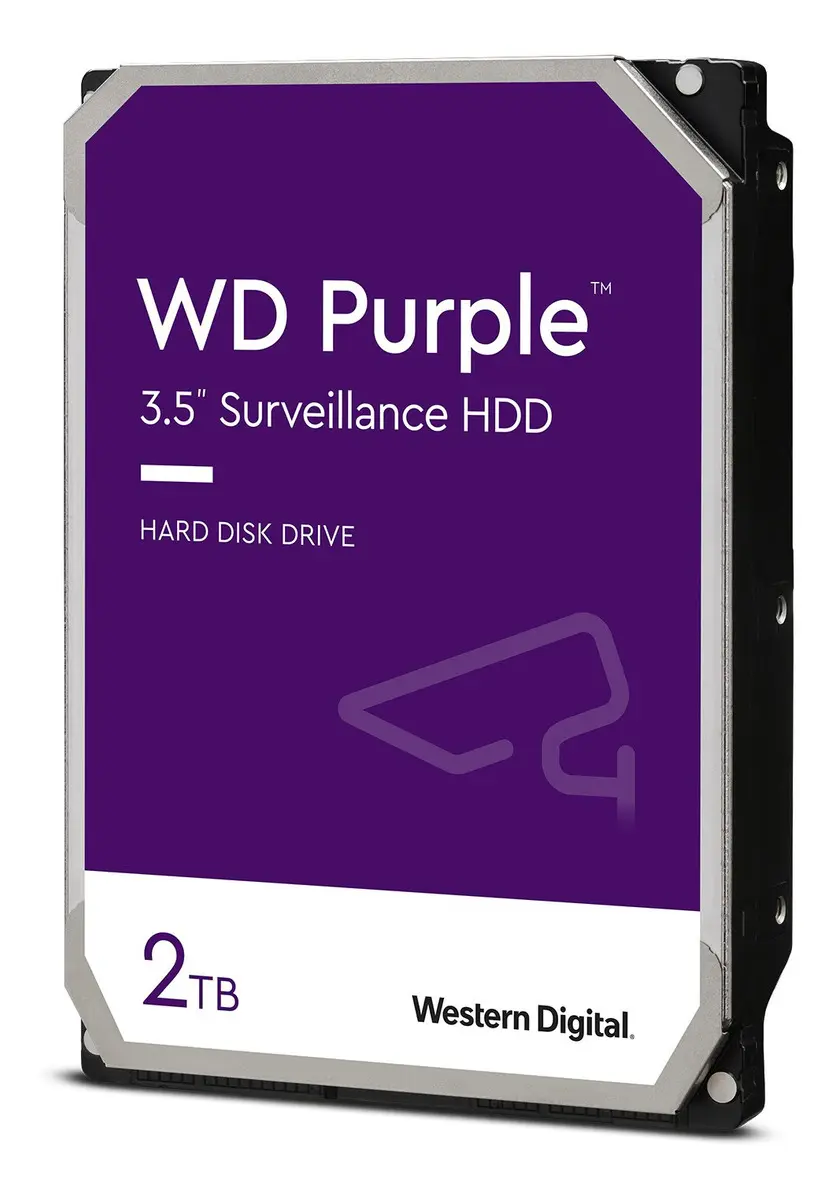 WD Purple™
3.5" Surveillance HDD
HARD DISK DRIVE
2TB
Western Digital®